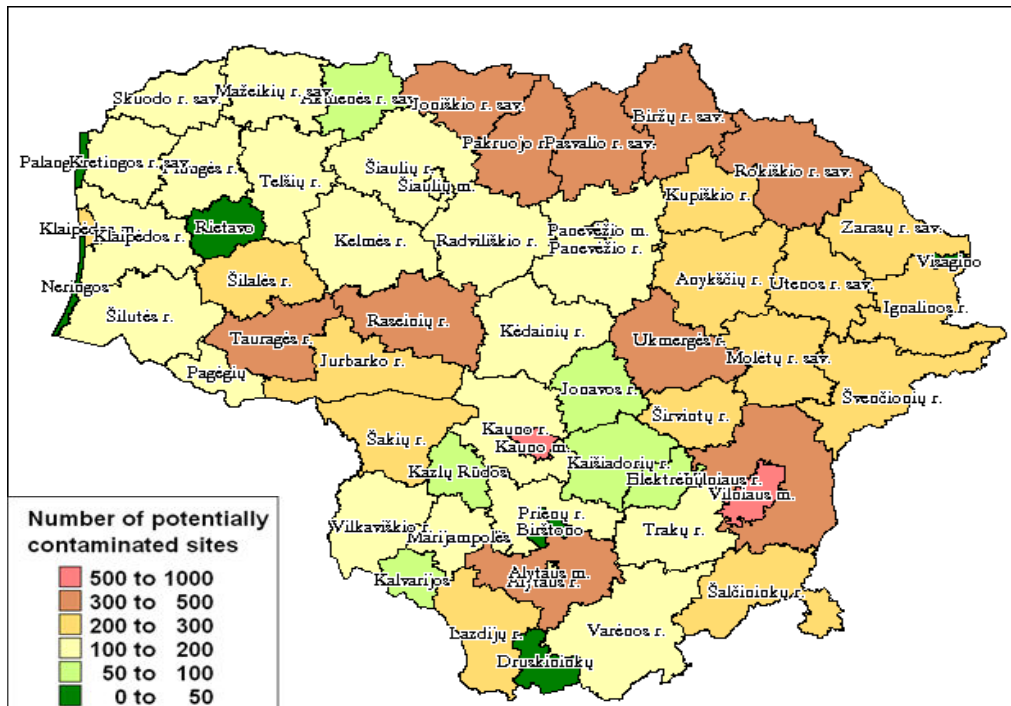 Skuodo r. sav.
Mažeikių r. sav.
Akmenės r. sav.
Joniškio r. sav.
Biržų r. sav.
Pakruojo r.
Pasvalio r. sav.
Palang
Kretingos r. sav.
Plungės r.
Telšių r.
Šiaulių r.
Šiaulių m.
Rokiškio r. sav.
Kupiškio r.
Klaipėdos m.
Klaipėdos r.
Rietavo
Kelmės r.
Radviliškio r.
Panevėžio m.
Panevėžio r.
Zarasų r. sav.
Visagino
Neringos
Šilutės r.
Šilalės r.
Anykščių r.
Utenos r. sav.
Ignalinos r.
Tauragės r.
Raseinių r.
Kėdainių r.
Ukmergės r.
Molėtų r. sav.
Pagėgių
Jurbarko r.
Jonavos r.
Širvintų r.
Švenčionių r.
Šakių r.
Kauno r.
Kauno m.
Kazlų Rūdos
Kaišiadorių r.
Elektrėnų
Vilniaus r.
Vilniaus m.
Vilkaviškio r.
Marijampolės
Prienų r.
Birštono
Trakų r.
Kalvarijos
Alytaus m.
Alytaus r.
Šalčininkų r.
Lazdijų r.
Druskininkų
Varėnos r.
Number of potentially
contaminated sites
500 to 1000
300 to 500
200 to 300
100 to 200
50 to 100
0 to 50